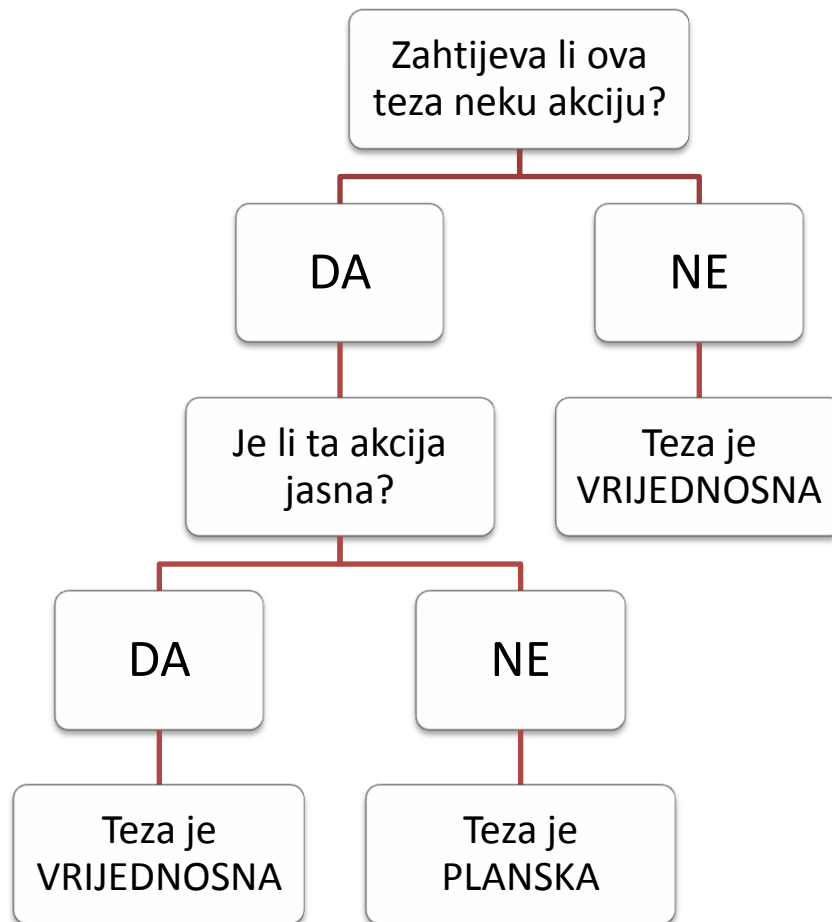 Zahtijeva li ova
teza neku akciju?
DA
NE
Je li ta akcija
jasna?
Teza je
VRIJEDNOSNA
DA
NE
Teza je
VRIJEDNOSNA
Teza je
PLANSKA